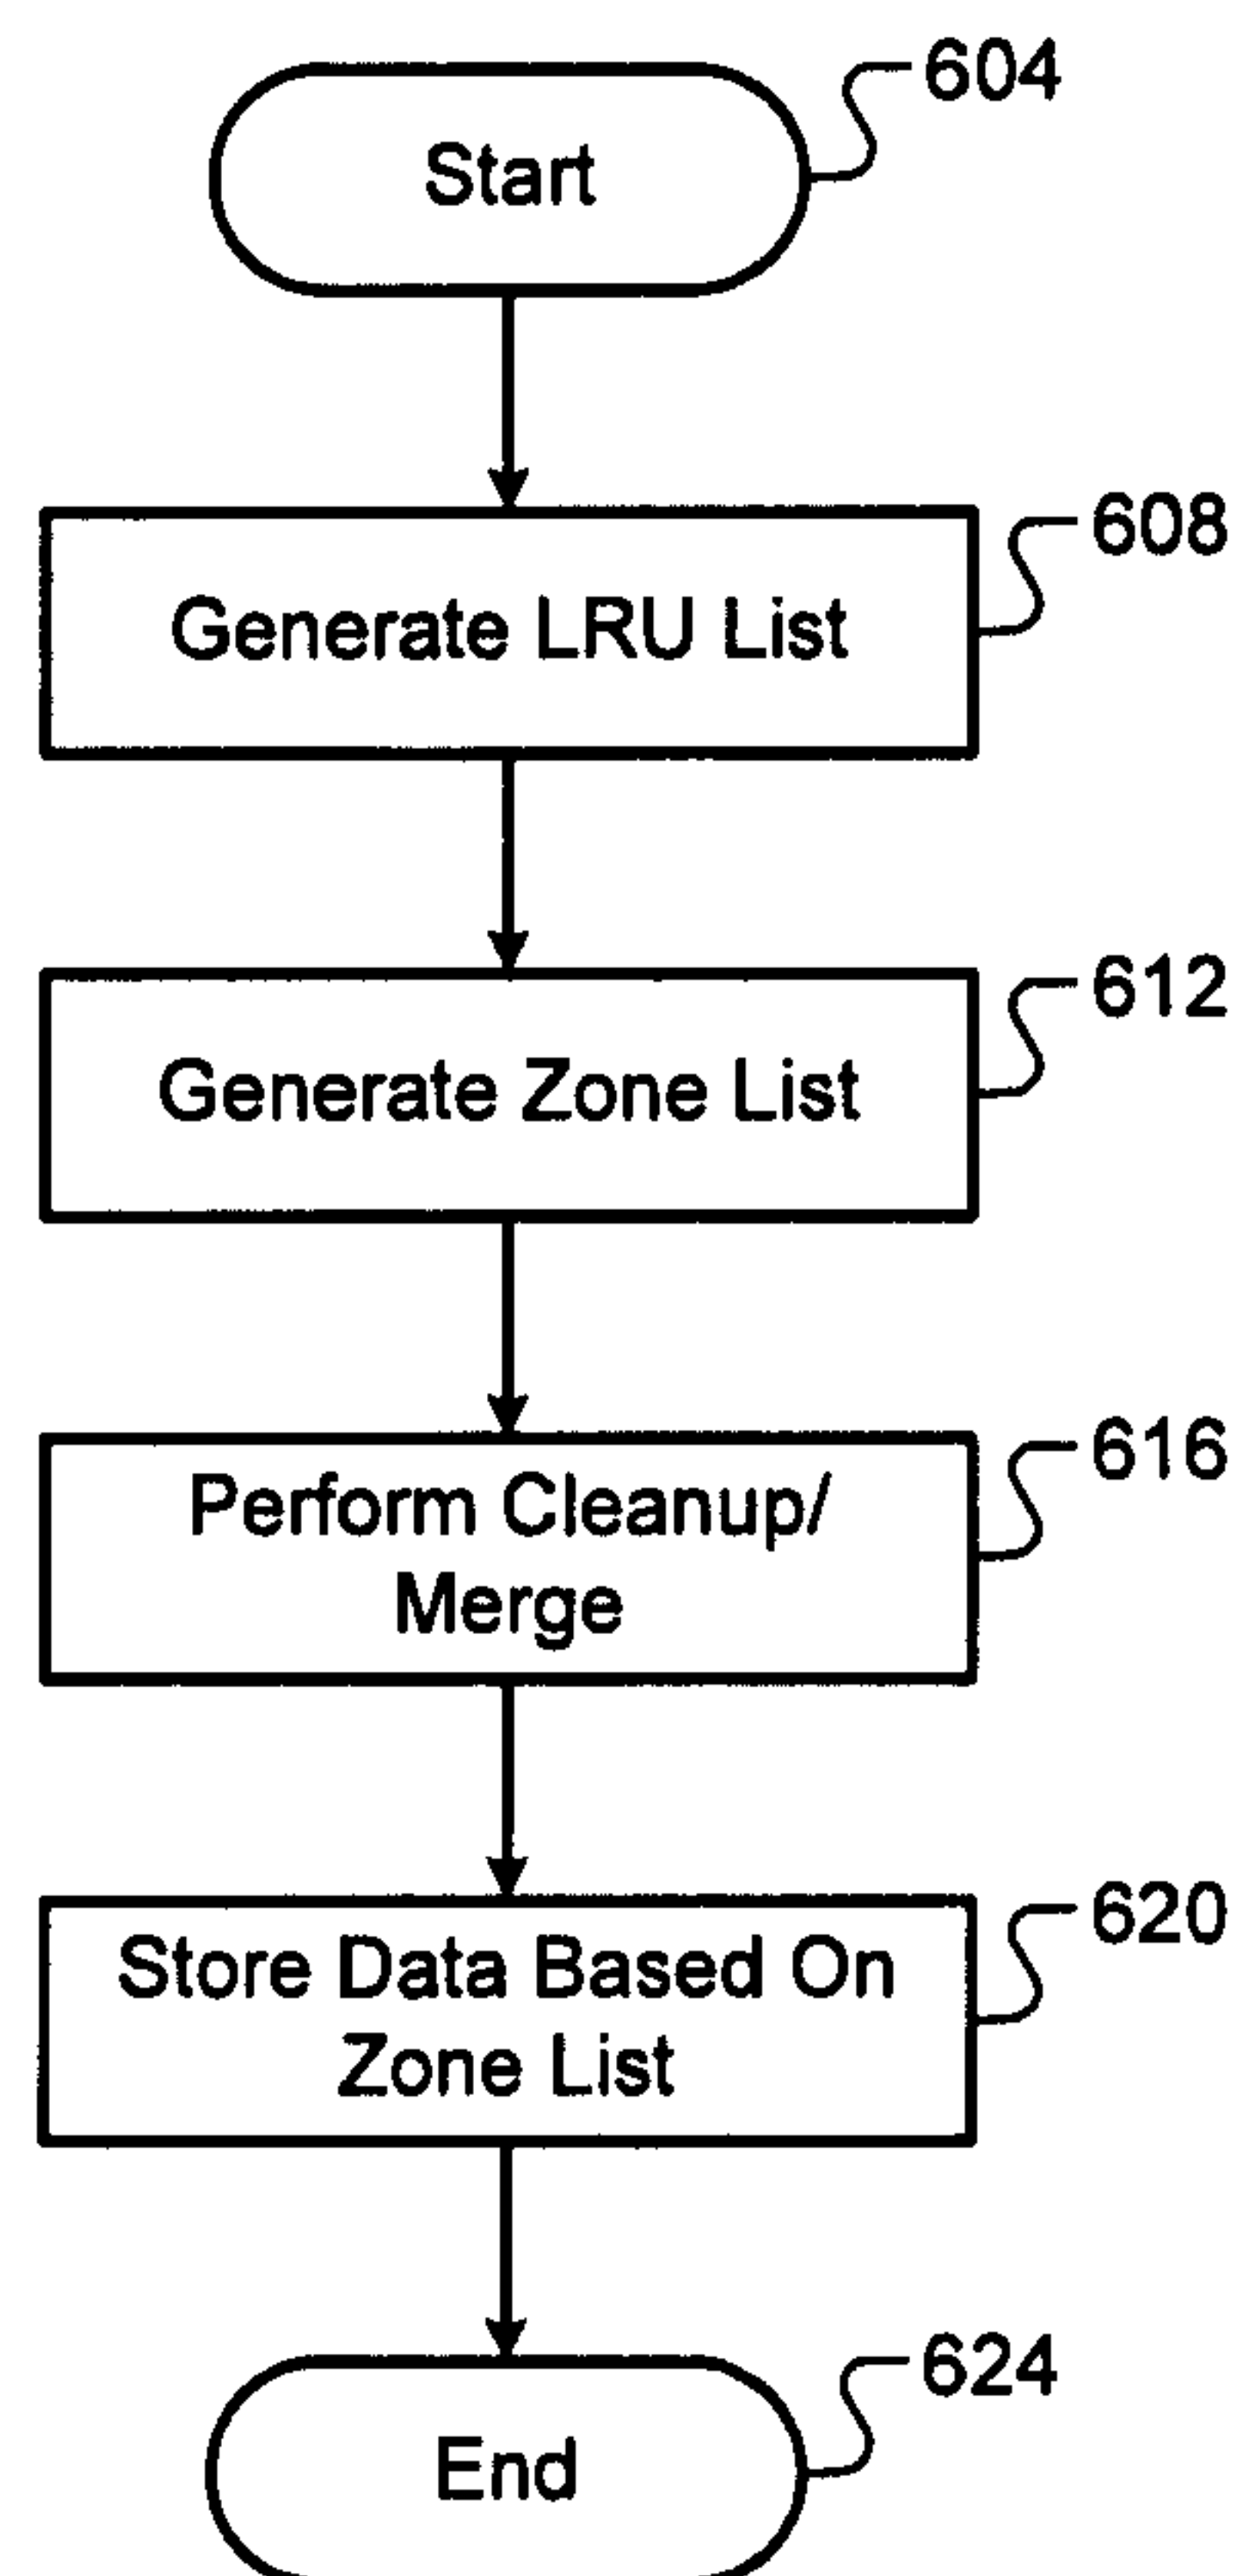 604
Start
608
Generate LRU List
612
Generate Zone List
616
Perform Cleanup/
Merge
620
Store Data Based On
Zone List
624
End